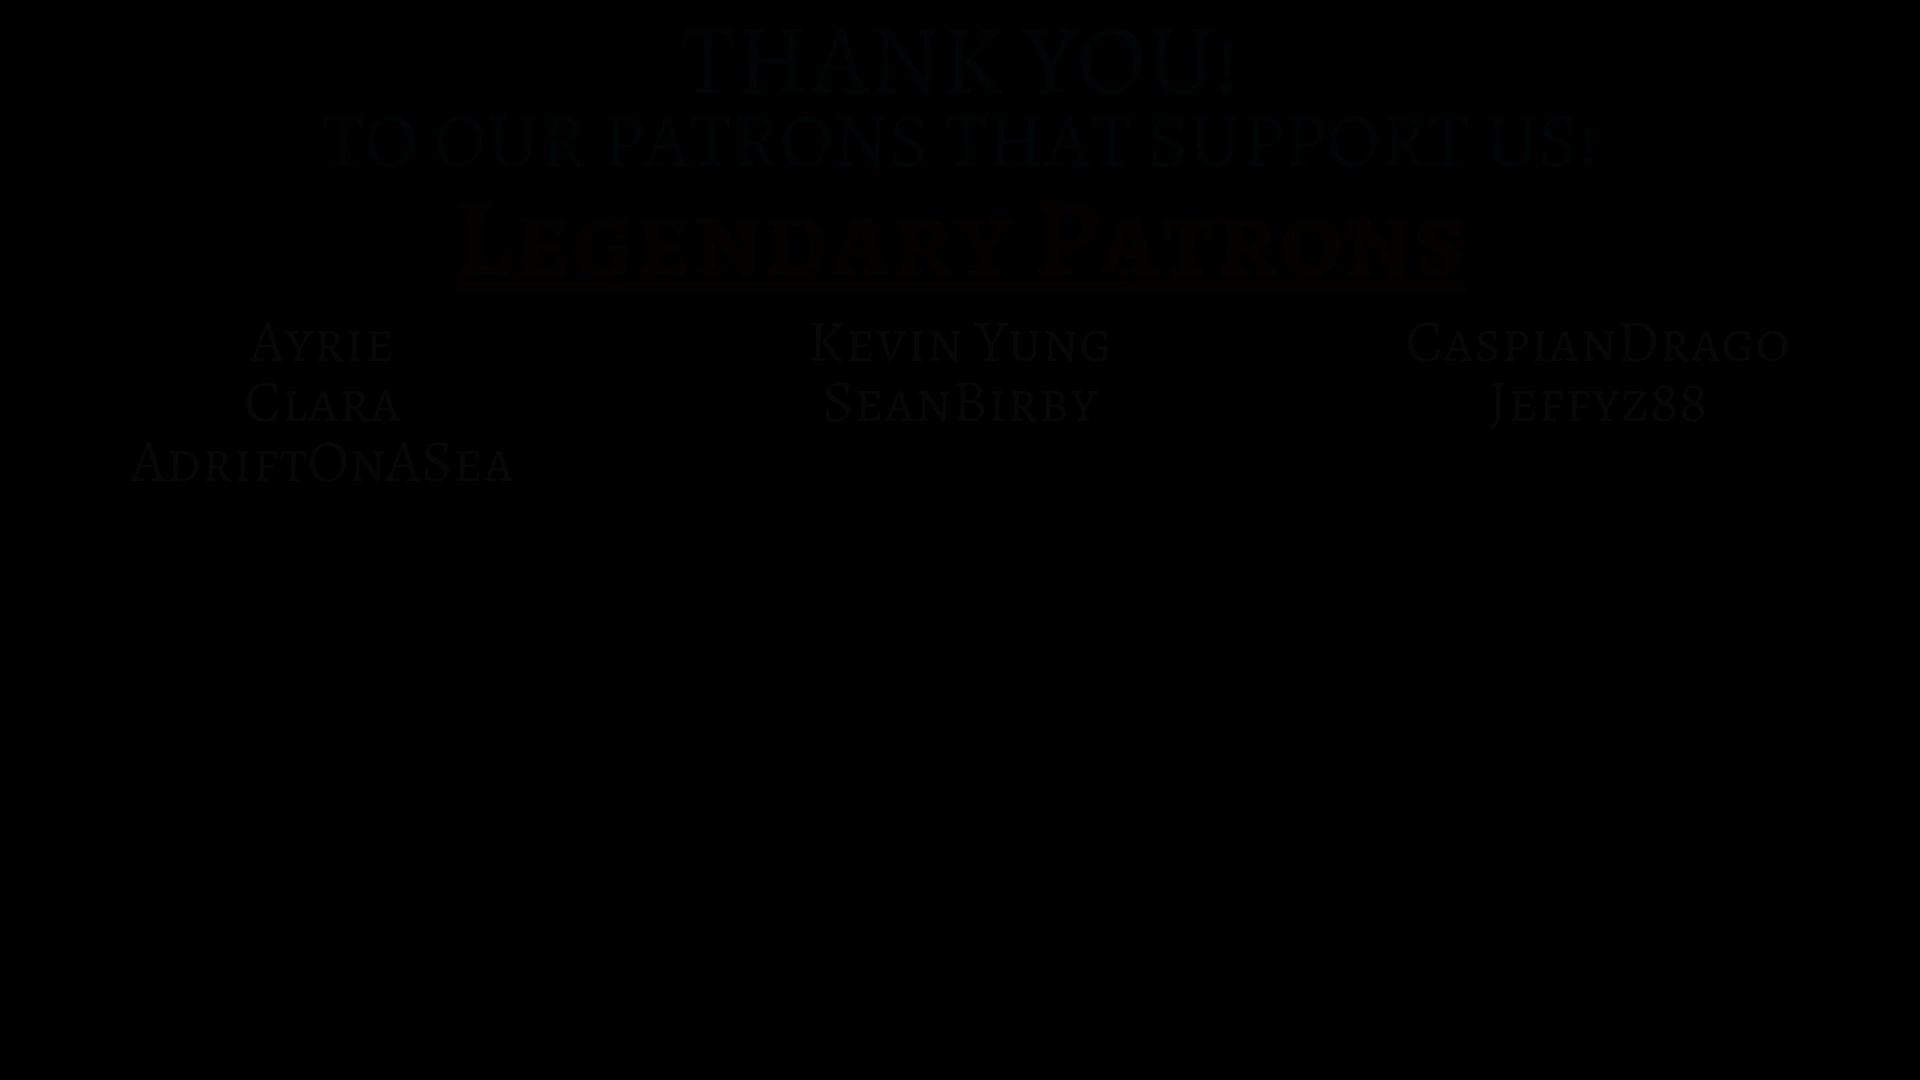 THANK YOU!
TO OUR PATRONS THAT SUPPORT US!
Legendary Patrons
Ayrie Kevin Yung CaspianDrago
Clara SeanBirby Jeffyz88
AdriftOnASea